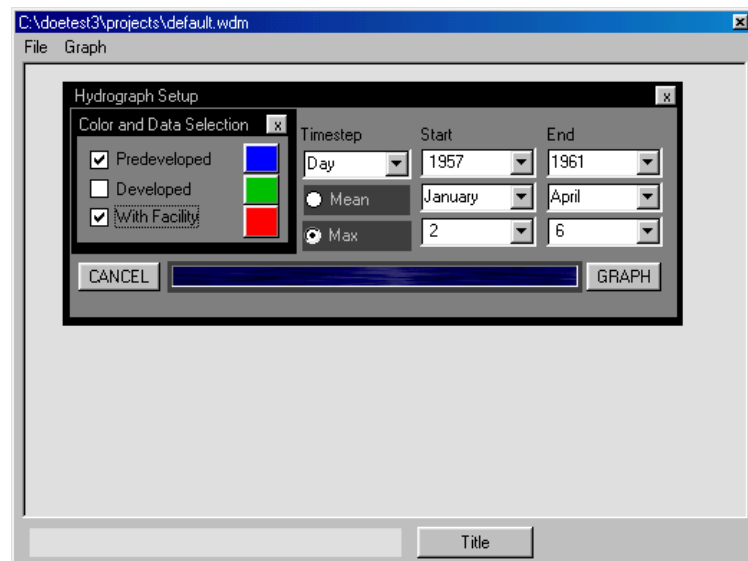 C:\doetest3\projects\default.wdm
File Graph
Hydrograph Setup
Color and Data Selection
Timestep Start End
Predeveloped
Day 1957 1961
Developed
Mean January April
With Facility
Max 2 6
CANCEL GRAPH
Title